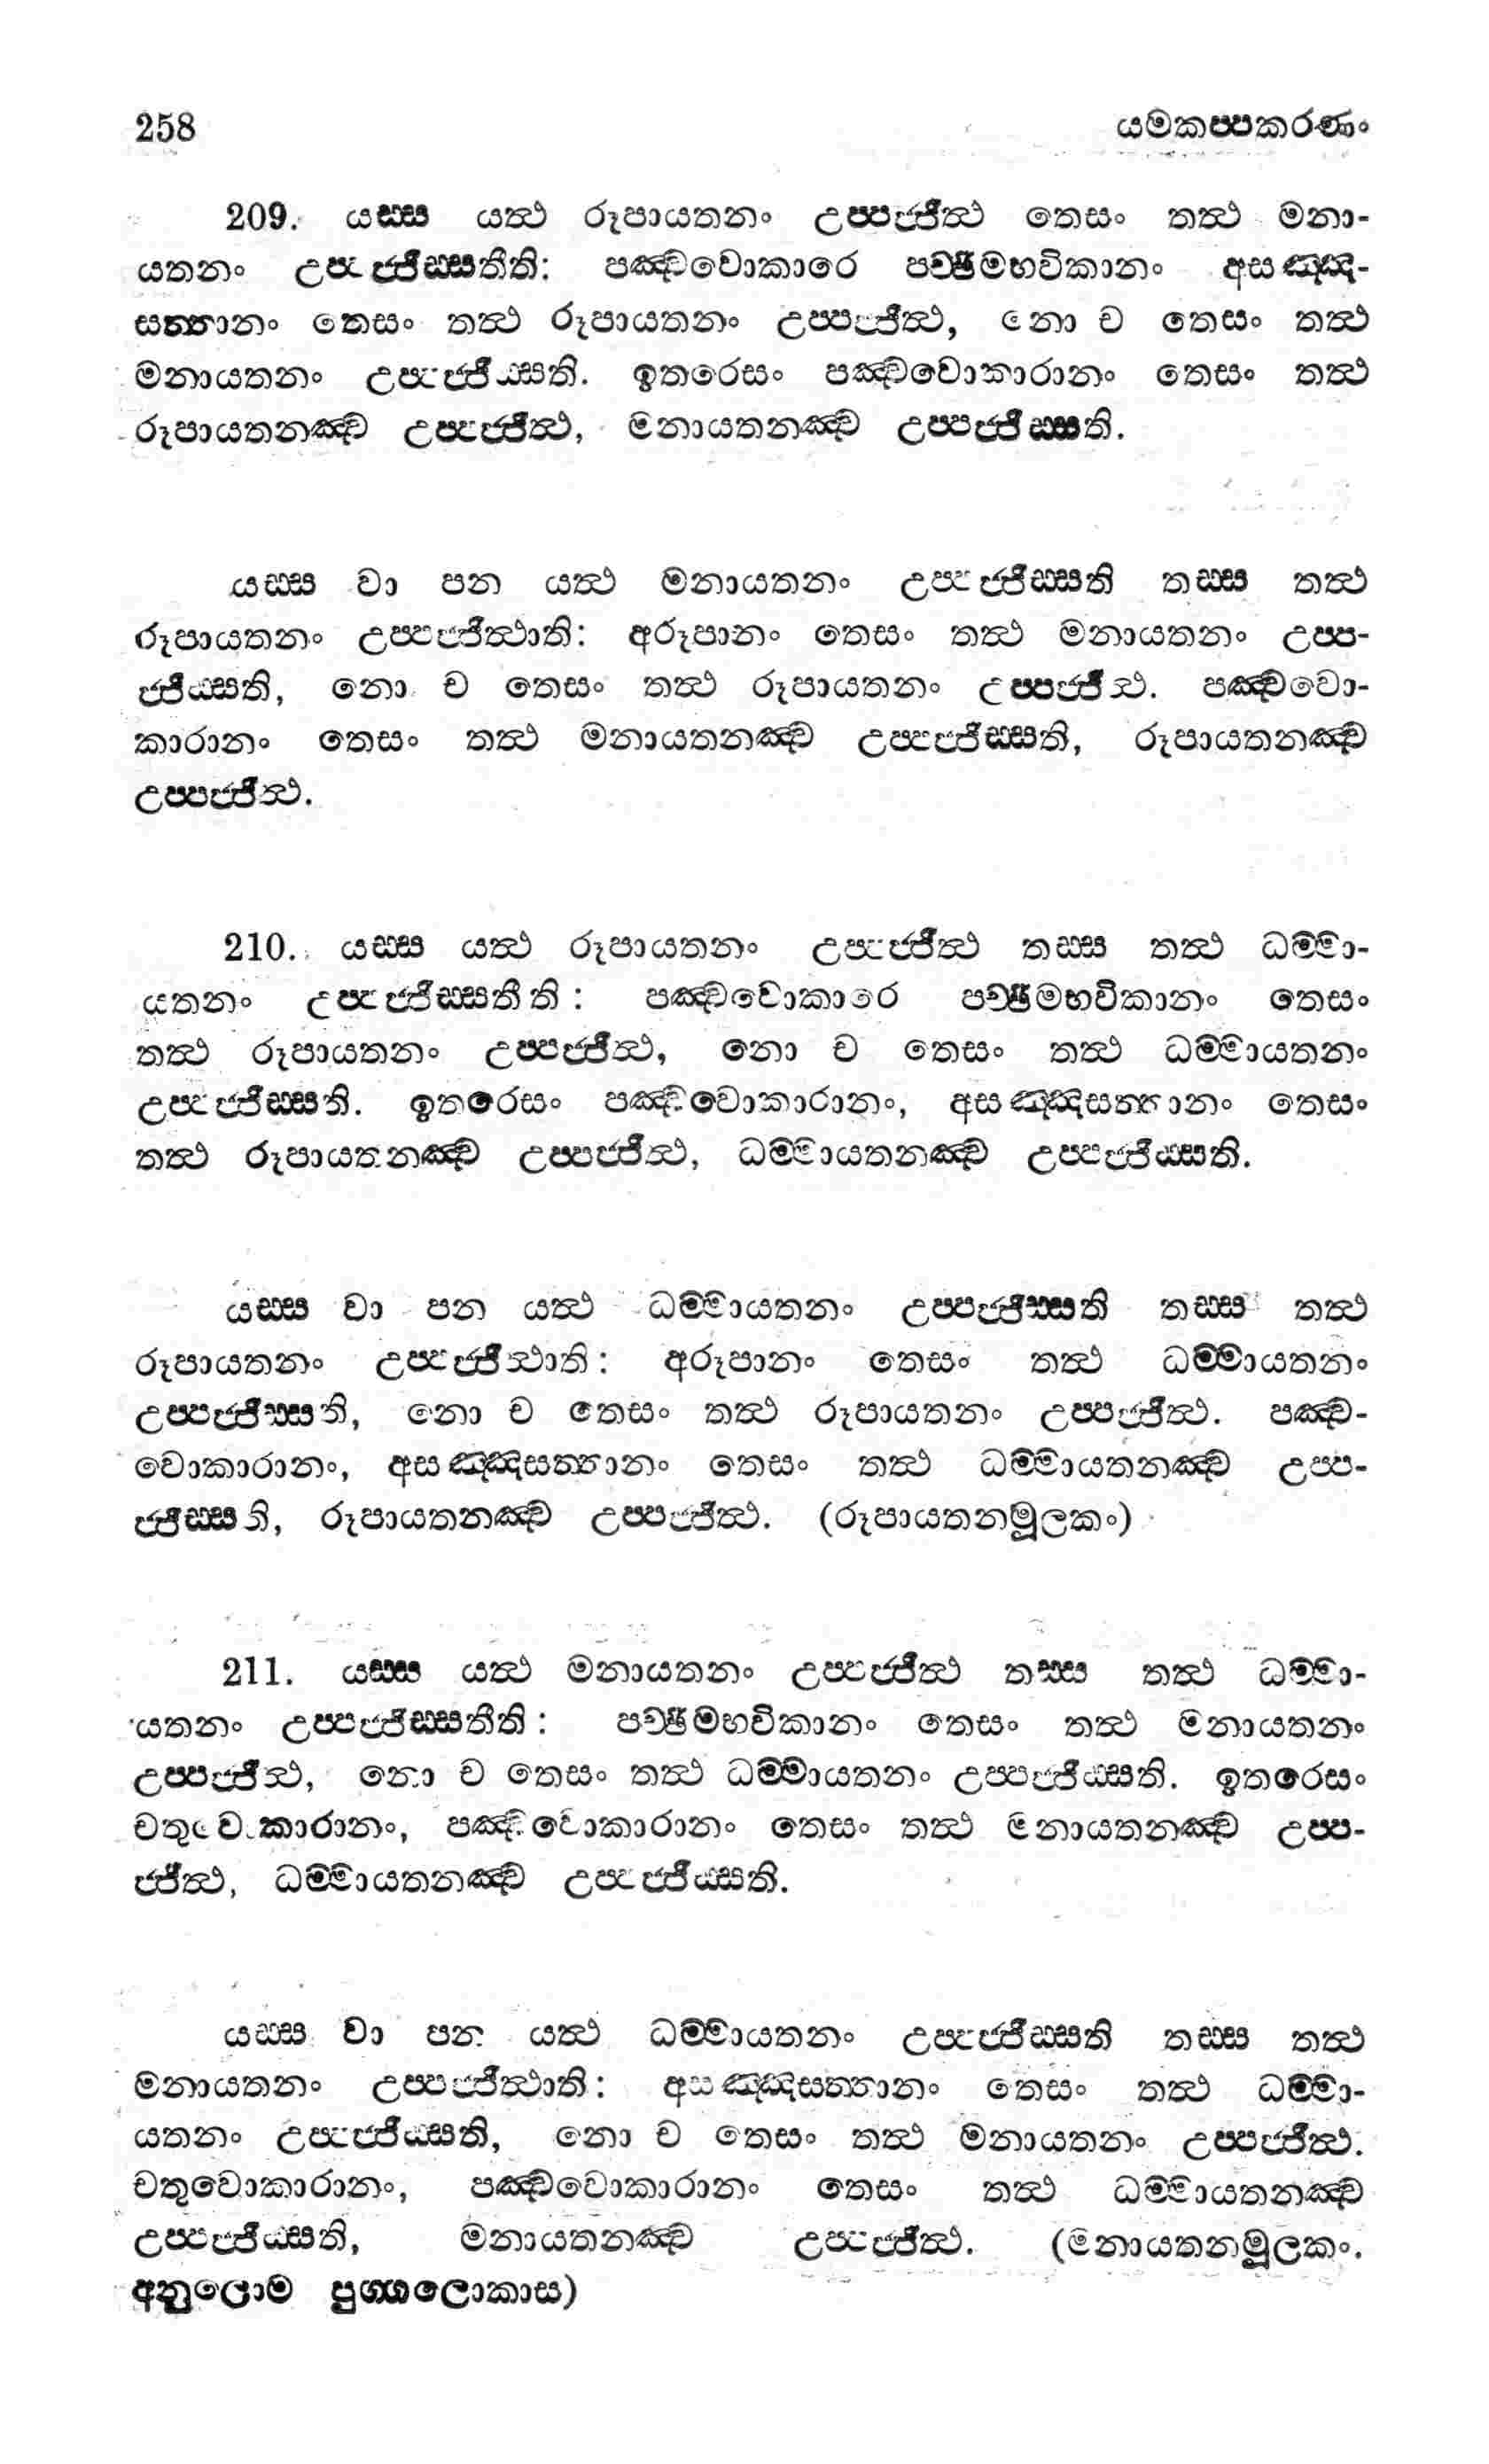 258 යමකප්පකරණං
209. යස්ස යත්ථ රූපායතනං උප්පජ්ජිත්ථ තෙසං තත්ථ මනා-
යතනං උප්පජ්ජිස්සතීති: පඤ්චවොකාරෙ පච්ඡිමභවිකානං අසඤ්ඤ-
සත්තානං තෙසං තත්ථ රූපායතනං උප්පජ්ජිත්ථ, නො ච තෙසං තත්ථ
මනායතනං උප්පජ්ජිස්සති. ඉතරෙසං පඤ්චවොකාරානං තෙසං තත්ථ
රූපායතනඤ්ච උප්පජ්ජිත්ථ, මනායතනඤ්ච උප්පජ්ජිස්සති.
යස්ස වා පන යත්ථ මනායතනං උප්පජ්ජිස්සති තස්ස තත්ථ
රූපායතනං උප්පජ්ජිත්ථාති: අරූපානං තෙසං තත්ථ මනායතනං උප්ප-
ජ්ජිස්සති, නො ච තෙසං තත්ථ රූපායතනං උප්පජ්ජිත්ථ. පඤ්චවො-
කාරානං තෙසං තත්ථ මනායතනඤ්ච උප්පජ්ජිස්සති, රූපායතනඤ්ච
උප්පජ්ජිත්ථ.
210. යස්ස යත්ථ රූපායතනං උප්පජ්ජිත්ථ තස්ස තත්ථ ධම්මා-
යතනං උප්පජ්ජිස්සතීති: පඤ්චවොකාරෙ පච්ඡිමභවිකානං තෙසං
තත්ථ රූපායතනං උප්පජ්ජිත්ථ, නො ච තෙසං තත්ථ ධම්මායතනං
උප්පජ්ජිස්සති. ඉතරෙසං පඤ්චවොකාරානං, අසඤ්ඤසත්තානං තෙසං
තත්ථ රූපායතනඤ්ච උප්පජ්ජිත්ථ, ධම්මායතනඤ්ච උප්පජ්ජිස්සති.
යස්ස වා පන යත්ථ ධම්මායතනං උප්පජ්ජිස්සති තස්ස තත්ථ
රූපායතනං උප්පජ්ජිත්ථාති: අරූපානං තෙසං තත්ථ ධම්මායතනං
උප්පජ්ජිස්සති, නො ච තෙසං තත්ථ රූපායතනං උප්පජ්ජිත්ථ. පඤ්ච-
වොකාරානං, අසඤ්ඤසත්තානං තෙසං තත්ථ ධම්මායතනඤ්ච උප්ප-
ජ්ජිස්සති, රූපායතනඤ්ච උප්පජ්ජිත්ථ. (රූපායතනමූලකං)
211. යස්ස යත්ථ මනායතනං උප්පජ්ජිත්ථ තස්ස තත්ථ ධම්මා-
යතනං උප්පජ්ජිස්සතීති: පච්ඡිමභවිකානං තෙසං තත්ථ මනායතනං
උප්පජ්ජිත්ථ, නො ච තෙසං තත්ථ ධම්මායතනං උප්පජ්ජිස්සති. ඉතරෙසං
චතුවොකාරානං, පඤ්චවොකාරානං තෙසං තත්ථ මනායතනඤ්ච උප්ප-
ජ්ජිත්ථ, ධම්මායතනඤ්ච උප්පජ්ජිස්සති.
යස්ස වා පන යත්ථ ධම්මායතනං උප්පජ්ජිස්සති තස්ස තත්ථ
මනායතනං උප්පජ්ජිත්ථාති: අසඤ්ඤසත්තානං තෙසං තත්ථ ධම්මා-
යතනං උප්පජ්ජිස්සති, නො ච තෙසං තත්ථ මනායතනං උප්පජ්ජිත්ථ.
චතුවොකාරානං, පඤ්චවොකාරානං තෙසං තත්ථ ධම්මායතනඤ්ච
උප්පජ්ජිස්සති, මනායතනඤ්ච උප්පජ්ජිත්ථ. (මනායතනමූලකං.
අනුලොම පුග්ගලොකාස)